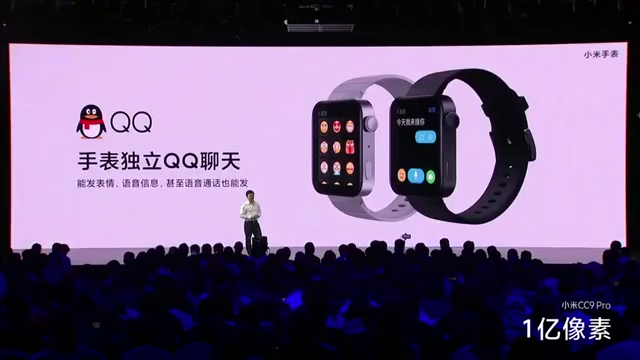 小米手表
QQ
手表独立QQ聊天
能发表情、语音信息，甚至语音通话也能发
今天我来接你
小米CC9 Pro
1亿像素